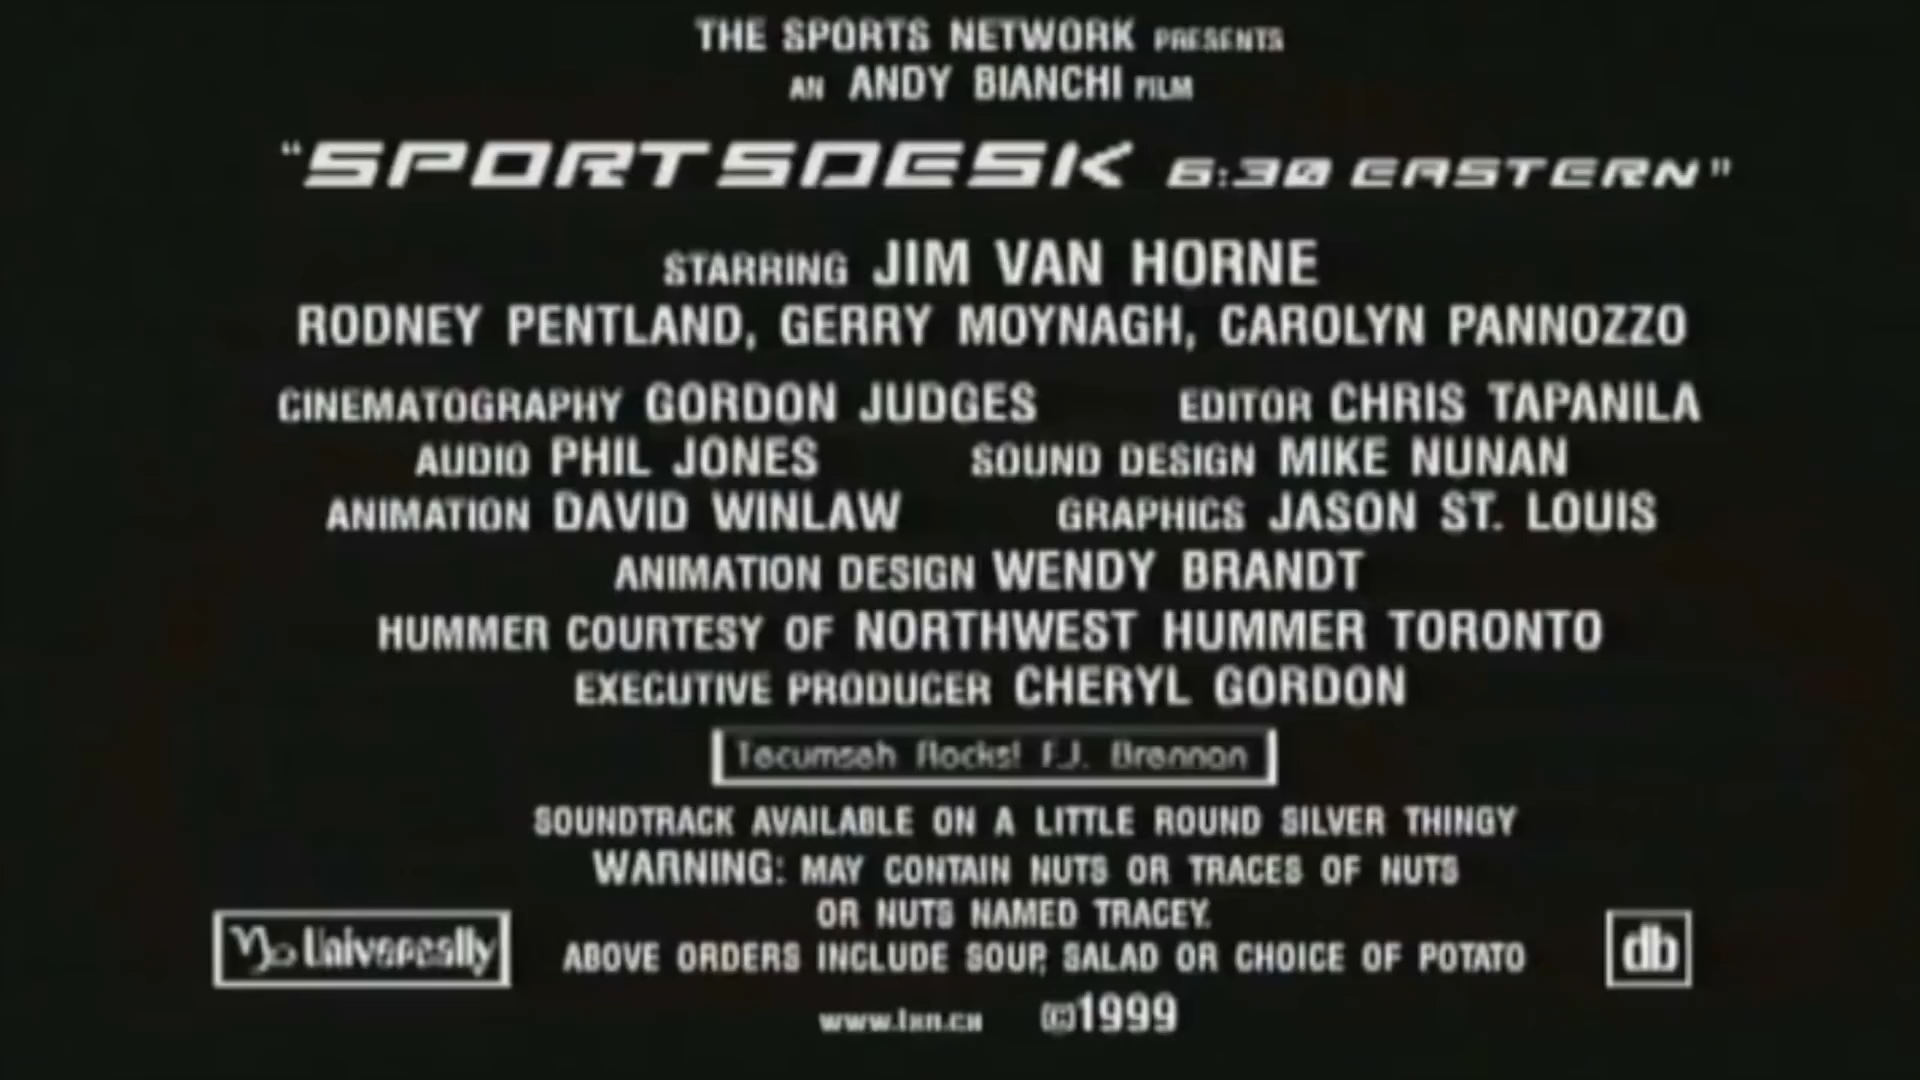 THE SPORTS NETWORK PRESENTS
AN ANDY BIANCHI FILM
"SPORTSDESK 6:30 EASTERN"
STARRING JIM VAN HORNE
RODNEY PENTLAND, GERRY MOYNAGH, CAROLYN PANNOZZO
CINEMATOGRAPHY GORDON JUDGES EDITOR CHRIS TAPANILA
AUDIO PHIL JONES SOUND DESIGN MIKE NUNAN
ANIMATION DAVID WINLAW GRAPHICS JASON ST. LOUIS
ANIMATION DESIGN WENDY BRANDT
HUMMER COURTESY OF NORTHWEST HUMMER TORONTO
EXECUTIVE PRODUCER CHERYL GORDON
Tecumseh Rocks! F.J. Brennan
SOUNDTRACK AVAILABLE ON A LITTLE ROUND SILVER THINGY
WARNING: MAY CONTAIN NUTS OR TRACES OF NUTS
OR NUTS NAMED TRACEY.
ABOVE ORDERS INCLUDE SOUP, SALAD OR CHOICE OF POTATO
db
www.tsn.ca ©1999